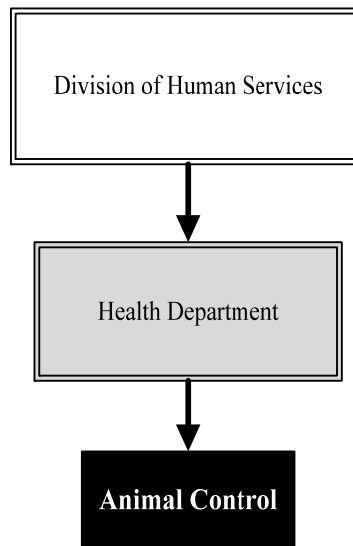 Division of Human Services
Health Department
Animal Control